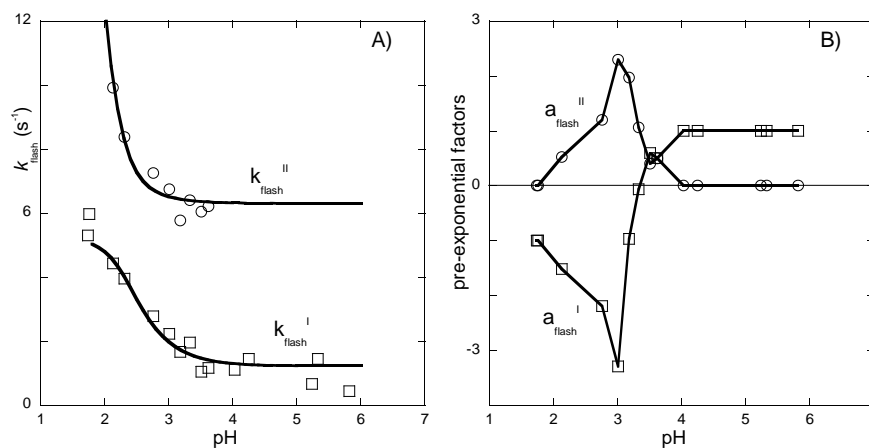 12
A)
k_flash (s⁻¹)
k_flash^II
6
k_flash^I
0
1 2 3 4 5 6 7
pH
3
B)
a_flash^II
pre-exponential factors
0
a_flash^I
-3
1 2 3 4 5 6
pH